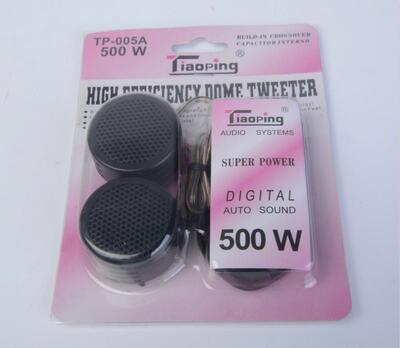 TP-005A
500 W
BUILD-IN CROSSOVER
CAPACITOR INTERNO
Tiaoping ®
HIGH EFFICIENCY DOME TWEETER
Tiaoping ®
AUDIO SYSTEMS
SUPER POWER
DIGITAL
AUTO SOUND
500 W